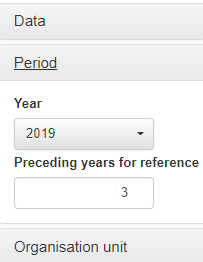 Data
Period
Year
2019
Preceding years for reference
3
Organisation unit